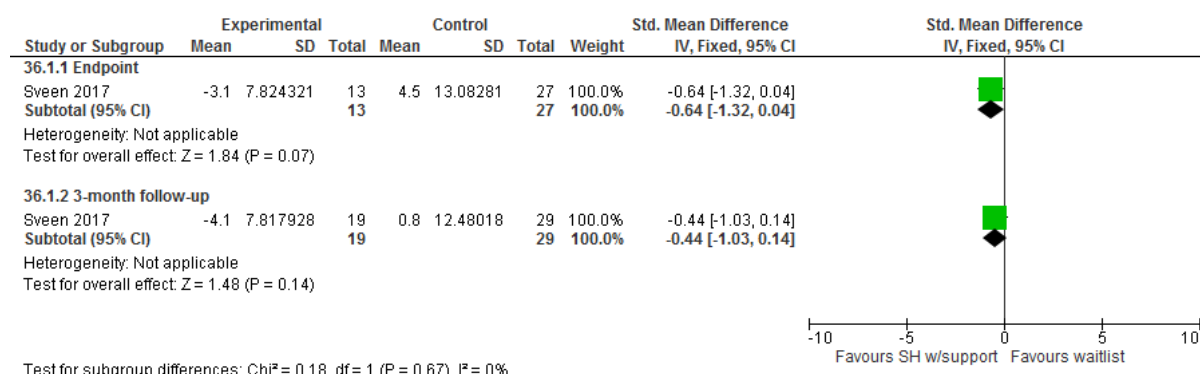 Experimental Control Std. Mean Difference Std. Mean Difference
Study or Subgroup Mean SD Total Mean SD Total Weight IV, Fixed, 95% CI IV, Fixed, 95% CI
36.1.1 Endpoint
Sveen 2017 -3.1 7.824321 13 4.5 13.08281 27 100.0% -0.64 [-1.32, 0.04]
Subtotal (95% CI) 13 27 100.0% -0.64 [-1.32, 0.04]
Heterogeneity: Not applicable
Test for overall effect: Z = 1.84 (P = 0.07)
36.1.2 3-month follow-up
Sveen 2017 -4.1 7.817928 19 0.8 12.48018 29 100.0% -0.44 [-1.03, 0.14]
Subtotal (95% CI) 19 29 100.0% -0.44 [-1.03, 0.14]
Heterogeneity: Not applicable
Test for overall effect: Z = 1.48 (P = 0.14)
-10 -5 0 5 10
Favours SH w/support Favours waitlist
Test for subgroup differences: Chi² = 0.18, df = 1 (P = 0.67), I² = 0%